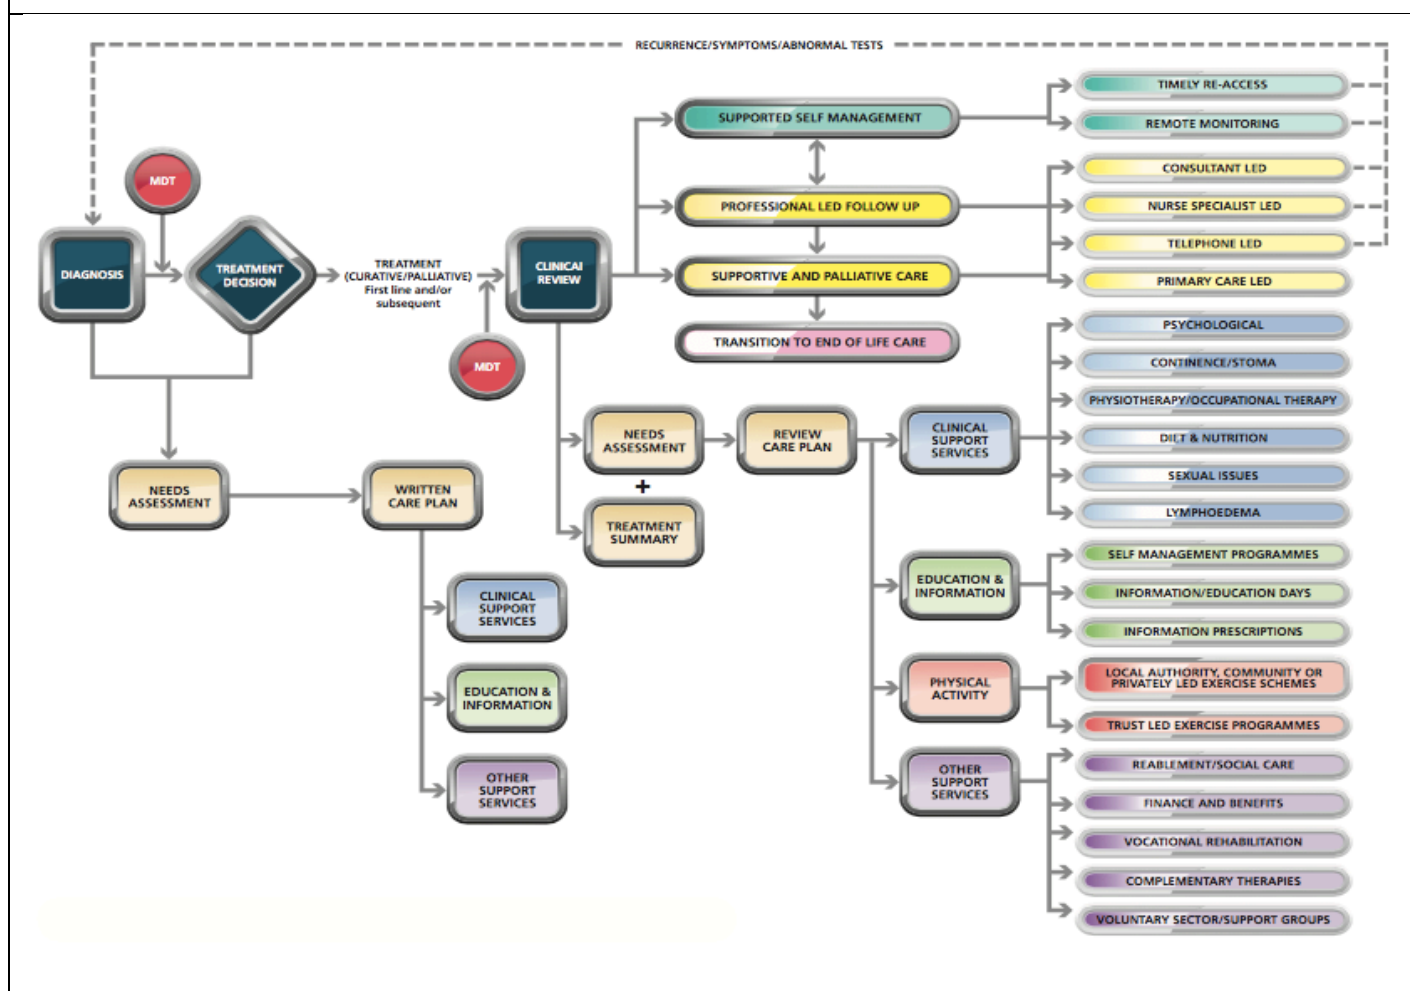 RECURRENCE/SYMPTOMS/ABNORMAL TESTS
MDT
DIAGNOSIS
TREATMENT
DECISION
TREATMENT
(CURATIVE/PALLIATIVE)
First line and/or
subsequent
CLINICAL
REVIEW
MDT
SUPPORTED SELF MANAGEMENT
PROFESSIONAL LED FOLLOW UP
SUPPORTIVE AND PALLIATIVE CARE
TRANSITION TO END OF LIFE CARE
TIMELY RE-ACCESS
REMOTE MONITORING
CONSULTANT LED
NURSE SPECIALIST LED
TELEPHONE LED
PRIMARY CARE LED
NEEDS
ASSESSMENT
WRITTEN
CARE PLAN
CLINICAL
SUPPORT
SERVICES
EDUCATION &
INFORMATION
OTHER
SUPPORT
SERVICES
NEEDS
ASSESSMENT
+
TREATMENT
SUMMARY
REVIEW
CARE PLAN
CLINICAL
SUPPORT
SERVICES
PSYCHOLOGICAL
CONTINENCE/STOMA
PHYSIOTHERAPY/OCCUPATIONAL THERAPY
DIET & NUTRITION
SEXUAL ISSUES
LYMPHOEDEMA
EDUCATION &
INFORMATION
SELF MANAGEMENT PROGRAMMES
INFORMATION/EDUCATION DAYS
INFORMATION PRESCRIPTIONS
PHYSICAL
ACTIVITY
LOCAL AUTHORITY, COMMUNITY OR
PRIVATELY LED EXERCISE SCHEMES
TRUST LED EXERCISE PROGRAMMES
OTHER
SUPPORT
SERVICES
REABLEMENT/SOCIAL CARE
FINANCE AND BENEFITS
VOCATIONAL REHABILITATION
COMPLEMENTARY THERAPIES
VOLUNTARY SECTOR/SUPPORT GROUPS